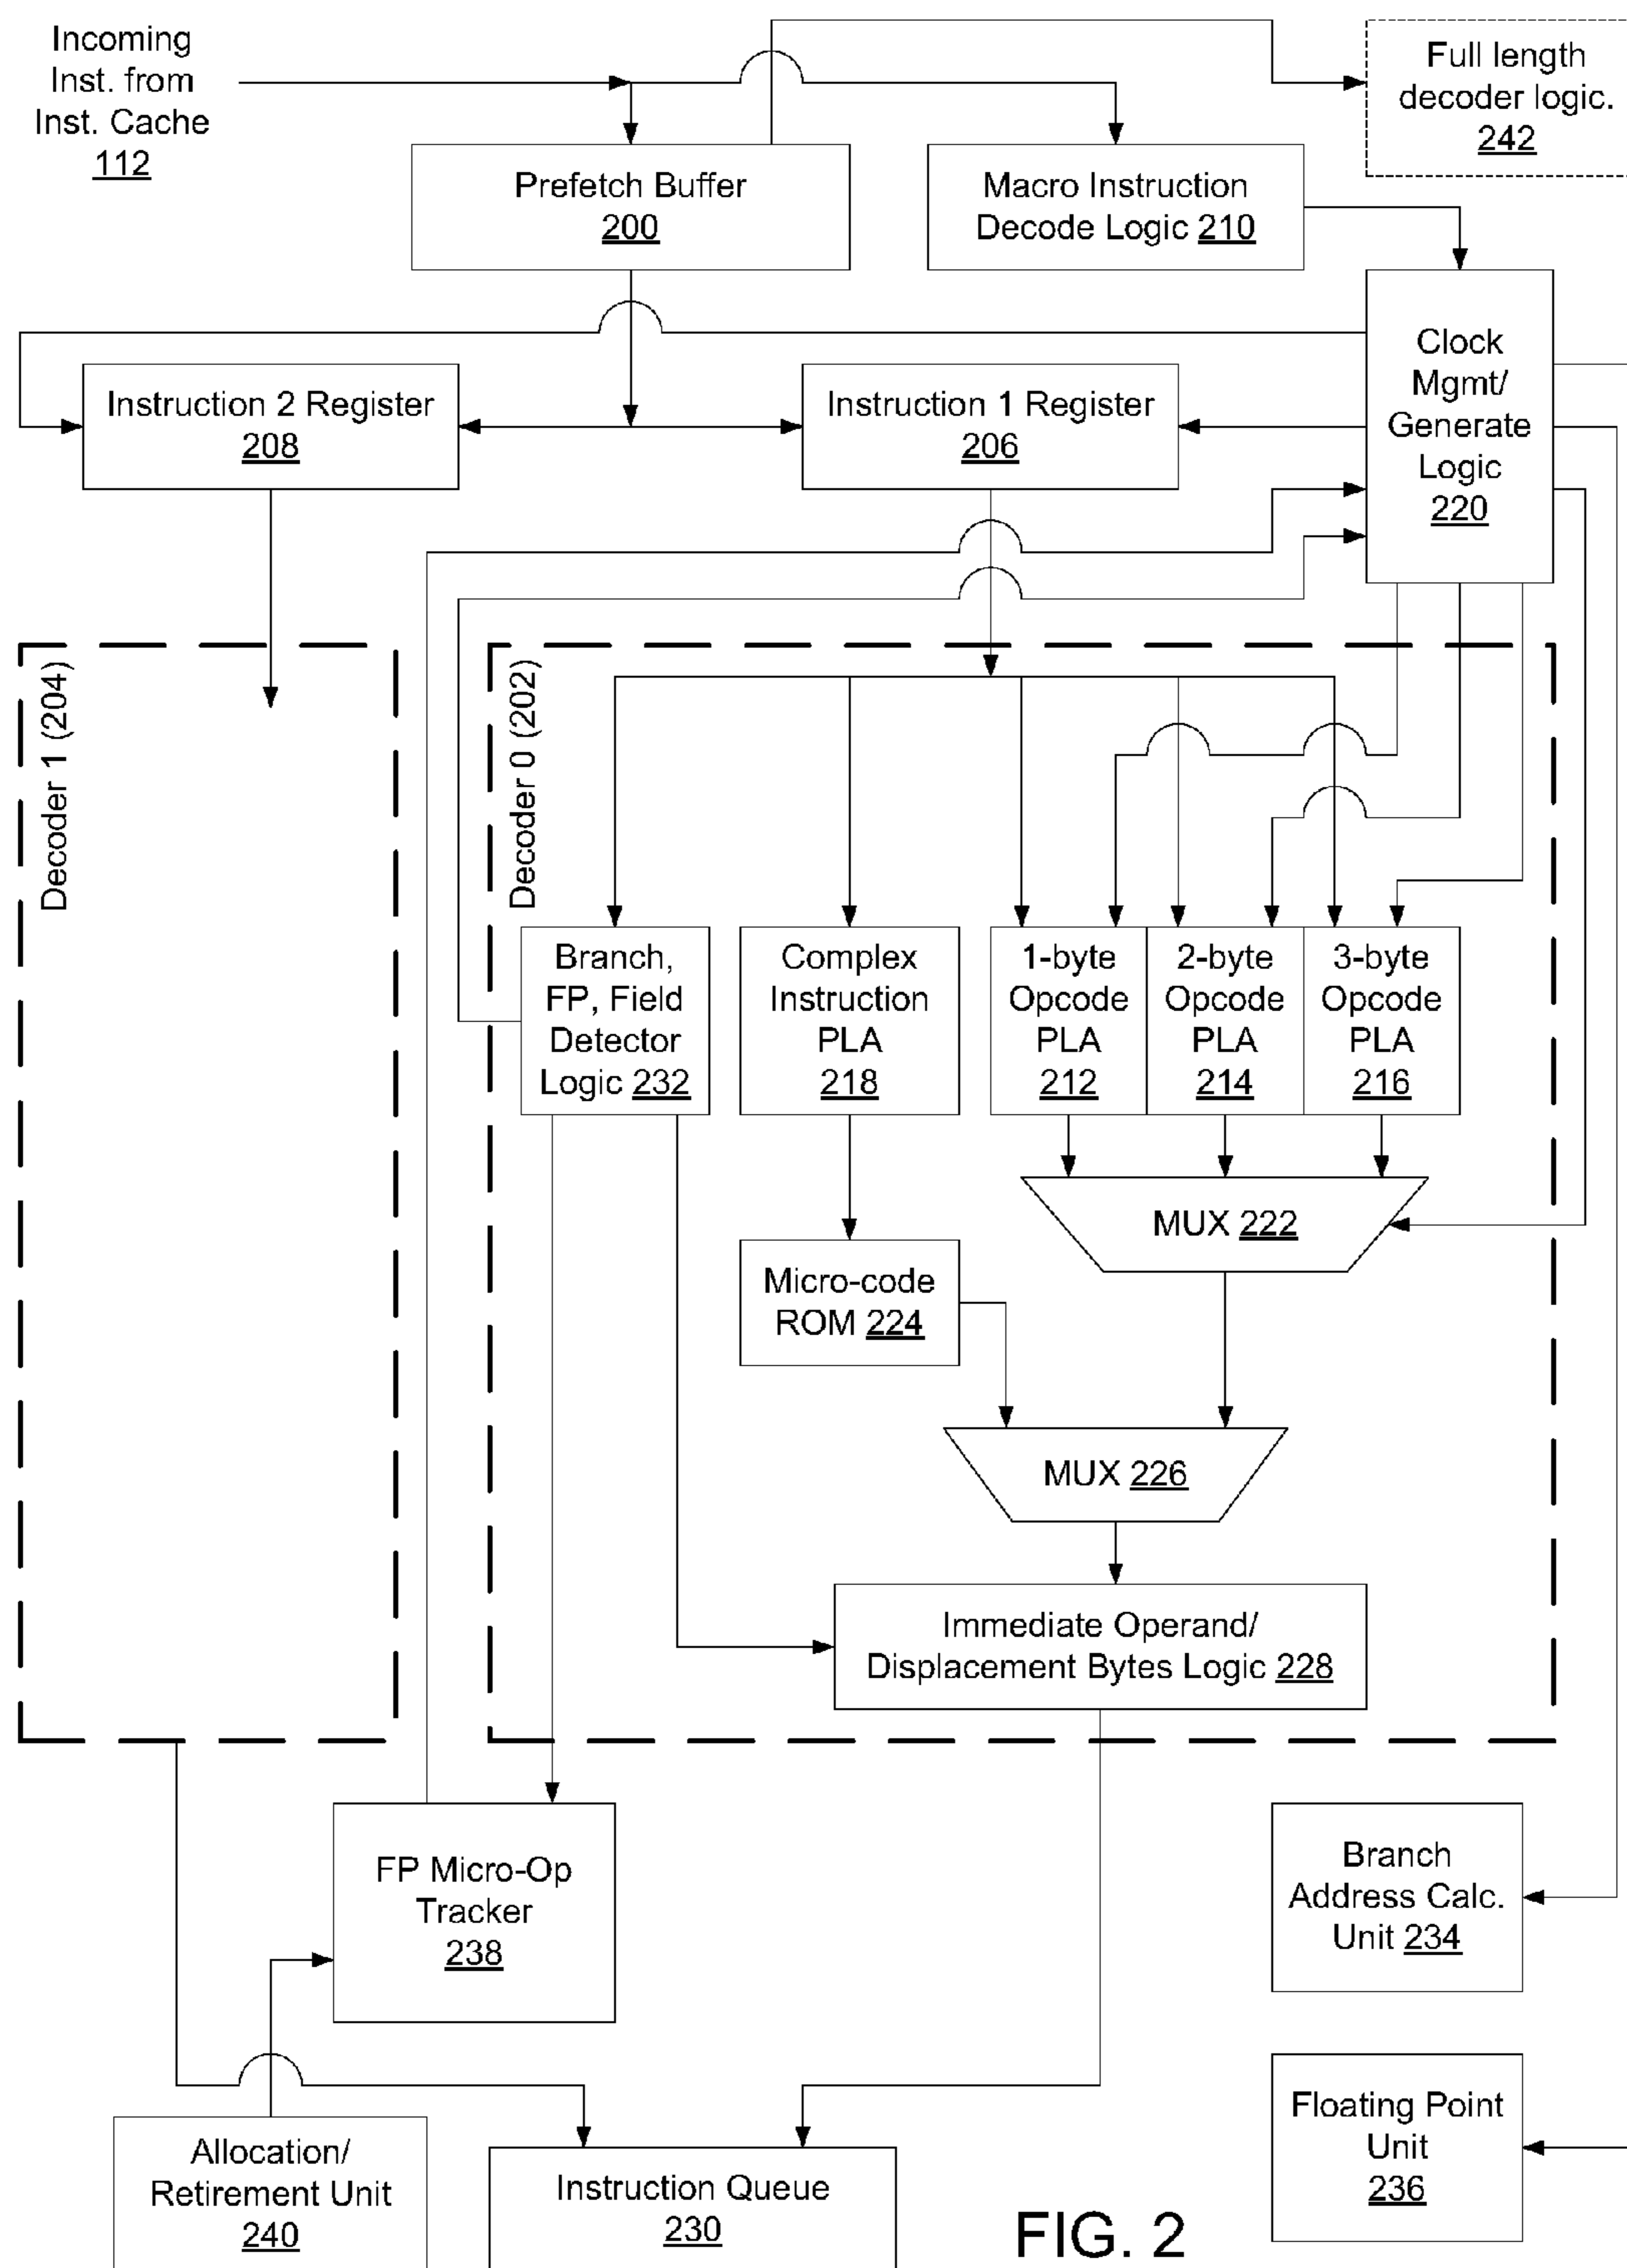 Incoming
Inst. from
Inst. Cache
112
Full length
decoder logic.
242
Prefetch Buffer
200
Macro Instruction
Decode Logic 210
Clock
Mgmt/
Generate
Logic
220
Instruction 2 Register
208
Instruction 1 Register
206
Decoder 1 (204)
Decoder 0 (202)
Branch,
FP, Field
Detector
Logic 232
Complex
Instruction
PLA
218
1-byte
Opcode
PLA
212
2-byte
Opcode
PLA
214
3-byte
Opcode
PLA
216
MUX 222
Micro-code
ROM 224
MUX 226
Immediate Operand/
Displacement Bytes Logic 228
FP Micro-Op
Tracker
238
Branch
Address Calc.
Unit 234
Allocation/
Retirement Unit
240
Instruction Queue
230
Floating Point
Unit
236
FIG. 2